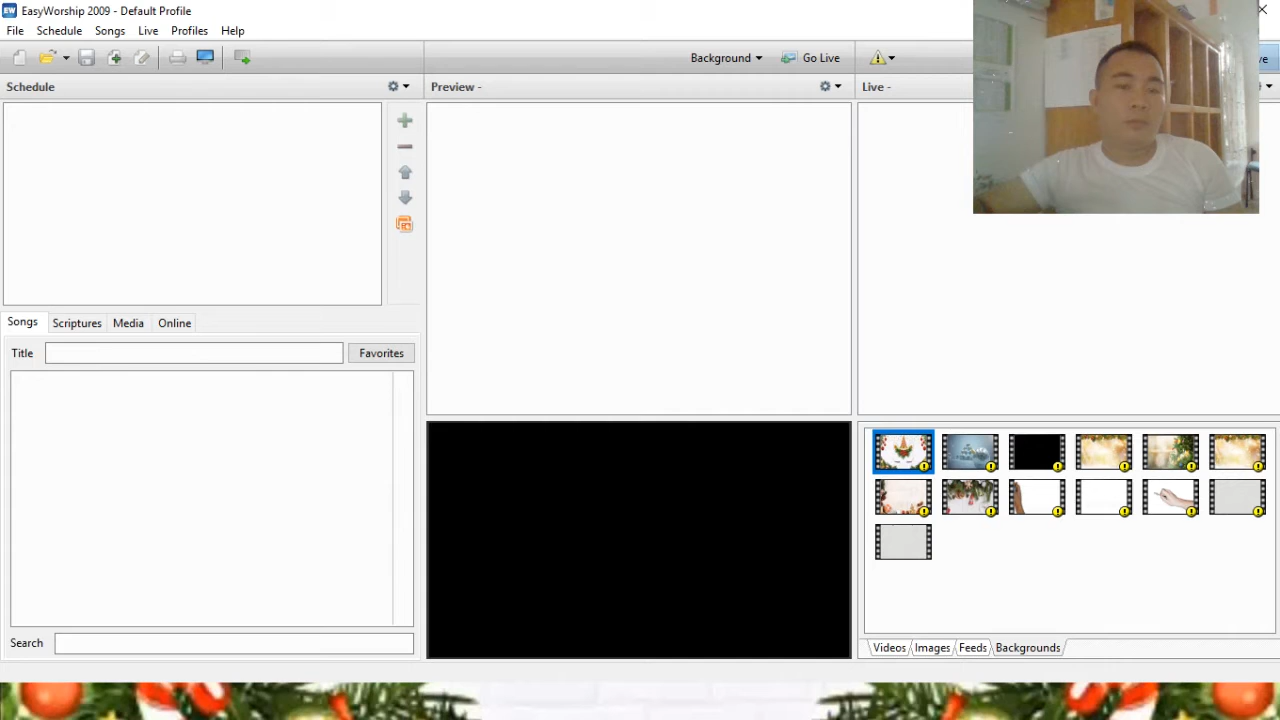 EasyWorship 2009 - Default Profile
File Schedule Songs Live Profiles Help
Background Go Live
Schedule
Preview -
Live -
Songs Scriptures Media Online
Title Favorites
Search
Videos Images Feeds Backgrounds